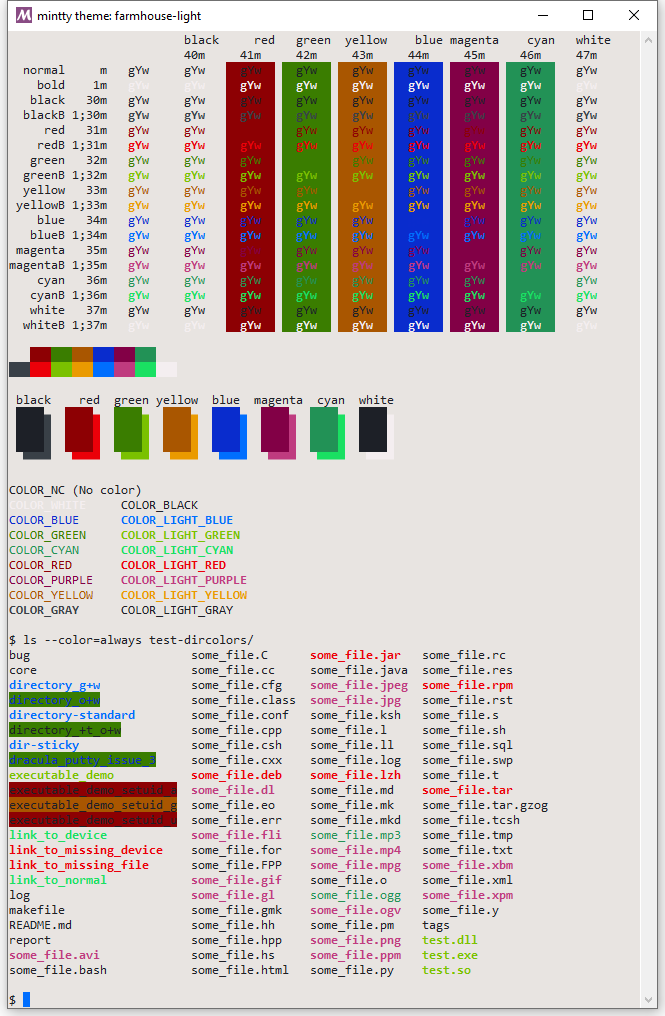 mintty theme: farmhouse-light
black red green yellow blue magenta cyan white
40m 41m 42m 43m 44m 45m 46m 47m
normal m gYw gYw gYw gYw gYw gYw gYw gYw gYw
bold 1m gYw gYw gYw gYw gYw gYw gYw gYw gYw
black 30m gYw gYw gYw gYw gYw gYw gYw gYw gYw
blackB 1;30m gYw gYw gYw gYw gYw gYw gYw gYw gYw
red 31m gYw gYw gYw gYw gYw gYw gYw gYw
redB 1;31m gYw gYw gYw gYw gYw gYw gYw gYw gYw
green 32m gYw gYw gYw gYw gYw gYw gYw gYw
greenB 1;32m gYw gYw gYw gYw gYw gYw gYw gYw gYw
yellow 33m gYw gYw gYw gYw gYw gYw gYw gYw
yellowB 1;33m gYw gYw gYw gYw gYw gYw gYw gYw gYw
blue 34m gYw gYw gYw gYw gYw gYw gYw gYw
blueB 1;34m gYw gYw gYw gYw gYw gYw gYw gYw gYw
magenta 35m gYw gYw gYw gYw gYw gYw gYw gYw
magentaB 1;35m gYw gYw gYw gYw gYw gYw gYw gYw gYw
cyan 36m gYw gYw gYw gYw gYw gYw gYw gYw
cyanB 1;36m gYw gYw gYw gYw gYw gYw gYw gYw gYw
white 37m gYw gYw gYw gYw gYw gYw gYw gYw gYw
whiteB 1;37m gYw gYw gYw gYw gYw gYw gYw gYw gYw
black red green yellow blue magenta cyan white
COLOR_NC (No color)
COLOR_WHITE COLOR_BLACK
COLOR_BLUE COLOR_LIGHT_BLUE
COLOR_GREEN COLOR_LIGHT_GREEN
COLOR_CYAN COLOR_LIGHT_CYAN
COLOR_RED COLOR_LIGHT_RED
COLOR_PURPLE COLOR_LIGHT_PURPLE
COLOR_YELLOW COLOR_LIGHT_YELLOW
COLOR_GRAY COLOR_LIGHT_GRAY
$ ls --color=always test-dircolors/
bug some_file.C some_file.jar some_file.rc
core some_file.cc some_file.java some_file.res
directory_g+w some_file.cfg some_file.jpeg some_file.rpm
directory_o+w some_file.class some_file.jpg some_file.rst
directory-standard some_file.conf some_file.ksh some_file.s
directory_+t_o+w some_file.cpp some_file.l some_file.sh
dir-sticky some_file.csh some_file.ll some_file.sql
dracula_putty_issue_3 some_file.cxx some_file.log some_file.swp
executable_demo some_file.deb some_file.lzh some_file.t
some_file.dl some_file.md some_file.tar
executable_demo_setuid_g some_file.eo some_file.mk some_file.tar.gzog
some_file.err some_file.mkd some_file.tcsh
link_to_device some_file.fli some_file.mp3 some_file.tmp
link_to_missing_device some_file.for some_file.mp4 some_file.txt
link_to_missing_file some_file.FPP some_file.mpg some_file.xbm
link_to_normal some_file.gif some_file.o some_file.xml
log some_file.gl some_file.ogg some_file.xpm
makefile some_file.gmk some_file.ogv some_file.y
README.md some_file.hh some_file.pm tags
report some_file.hpp some_file.png test.dll
some_file.avi some_file.hs some_file.ppm test.exe
some_file.bash some_file.html some_file.py test.so
$